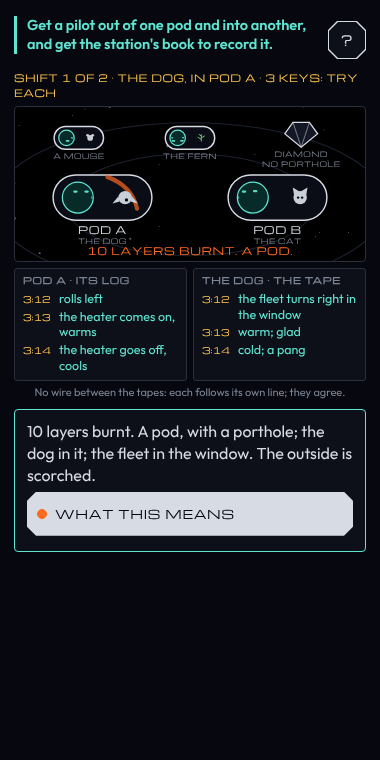 Get a pilot out of one pod and into another,
and get the station's book to record it.
?
SHIFT 1 OF 2 · THE DOG, IN POD A · 3 KEYS: TRY
EACH
A MOUSE
THE FERN
DIAMOND
NO PORTHOLE
POD A
THE DOG
POD B
THE CAT
10 LAYERS BURNT. A POD.
POD A · ITS LOG
3:12 rolls left
3:13 the heater comes on,
warms
3:14 the heater goes off,
cools
THE DOG · THE TAPE
3:12 the fleet turns right in
the window
3:13 warm; glad
3:14 cold; a pang
No wire between the tapes: each follows its own line; they agree.
10 layers burnt. A pod, with a porthole; the
dog in it; the fleet in the window. The outside is
scorched.
WHAT THIS MEANS